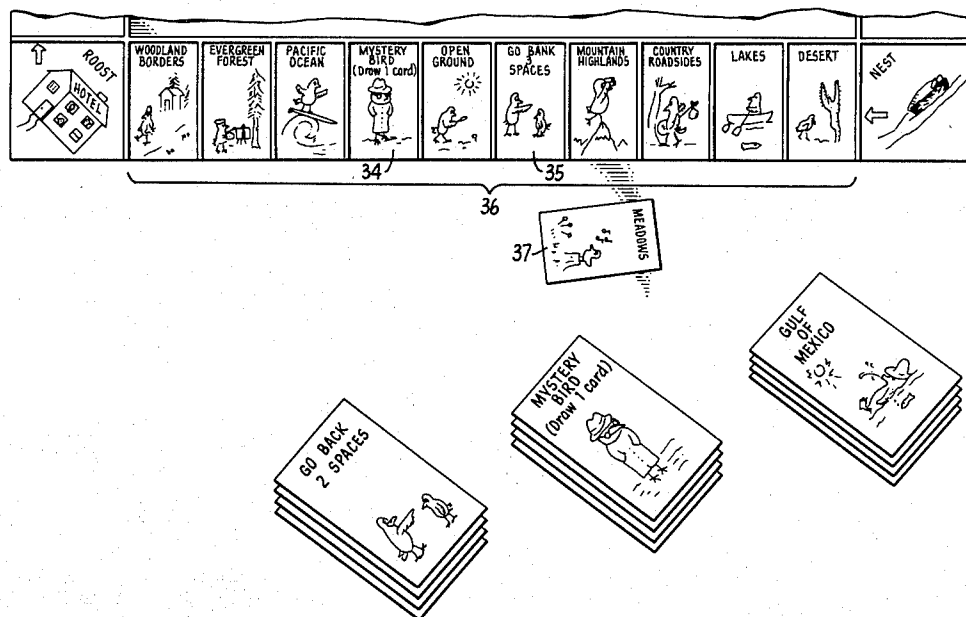 ROOST
HOTEL
WOODLAND
BORDERS
EVERGREEN
FOREST
PACIFIC
OCEAN
MYSTERY
BIRD
(Draw 1 card)
OPEN
GROUND
GO BANK
3
SPACES
MOUNTAIN
HIGHLANDS
COUNTRY
ROADSIDES
LAKES
DESERT
NEST
34
35
36
37
MEADOWS
GULF
OF
MEXICO
MYSTERY
BIRD
(Draw 1 card)
GO BACK
2 SPACES